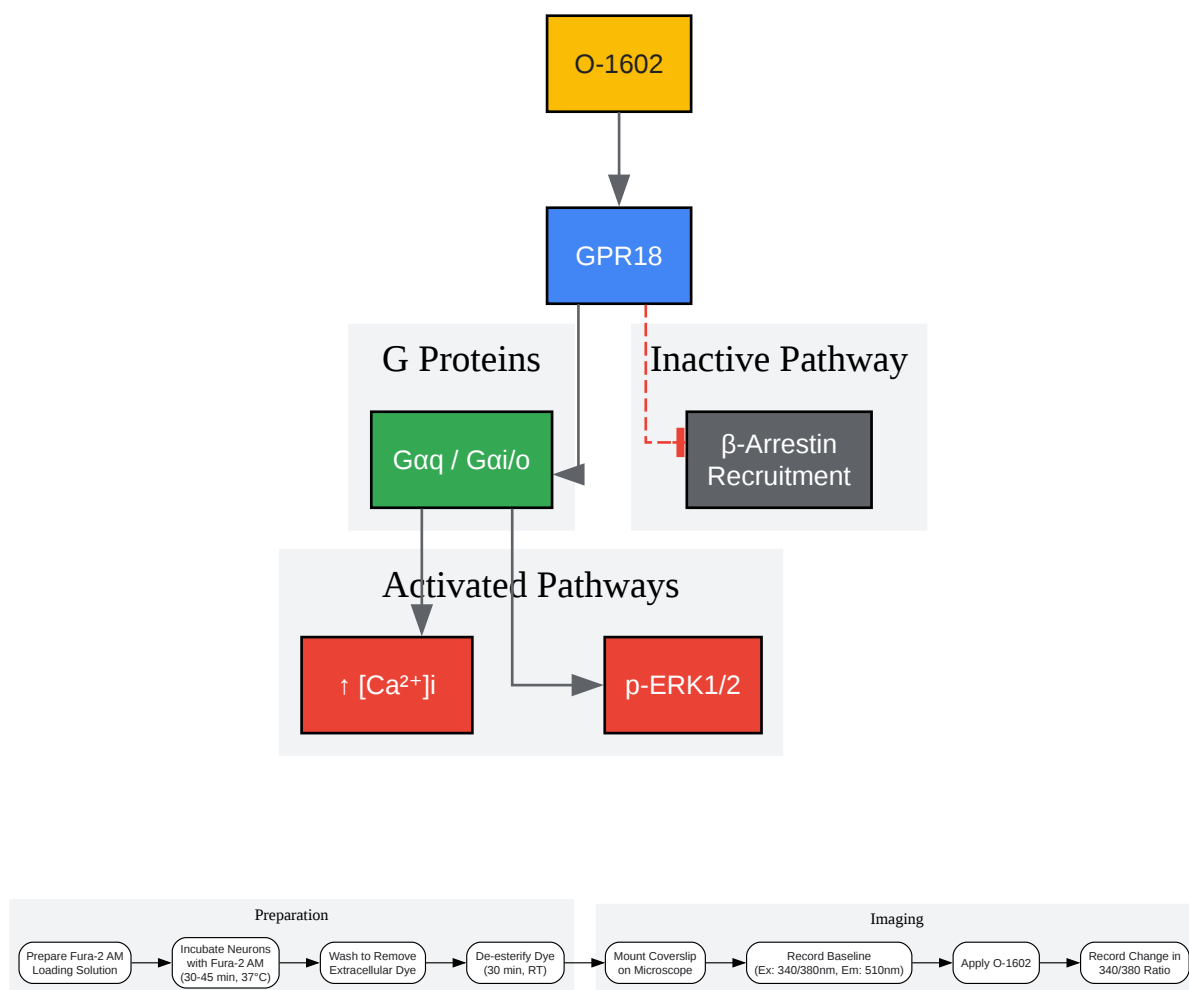 O-1602
GPR18
G Proteins
Inactive Pathway
Gαq / Gαi/o
β-Arrestin
Recruitment
Activated Pathways
↑ [Ca²⁺]i
p-ERK1/2
Preparation
Prepare Fura-2 AM
Loading Solution
Incubate Neurons
with Fura-2 AM
(30-45 min, 37°C)
Wash to Remove
Extracellular Dye
De-esterify Dye
(30 min, RT)
Imaging
Mount Coverslip
on Microscope
Record Baseline
(Ex: 340/380nm, Em: 510nm)
Apply O-1602
Record Change in
340/380 Ratio